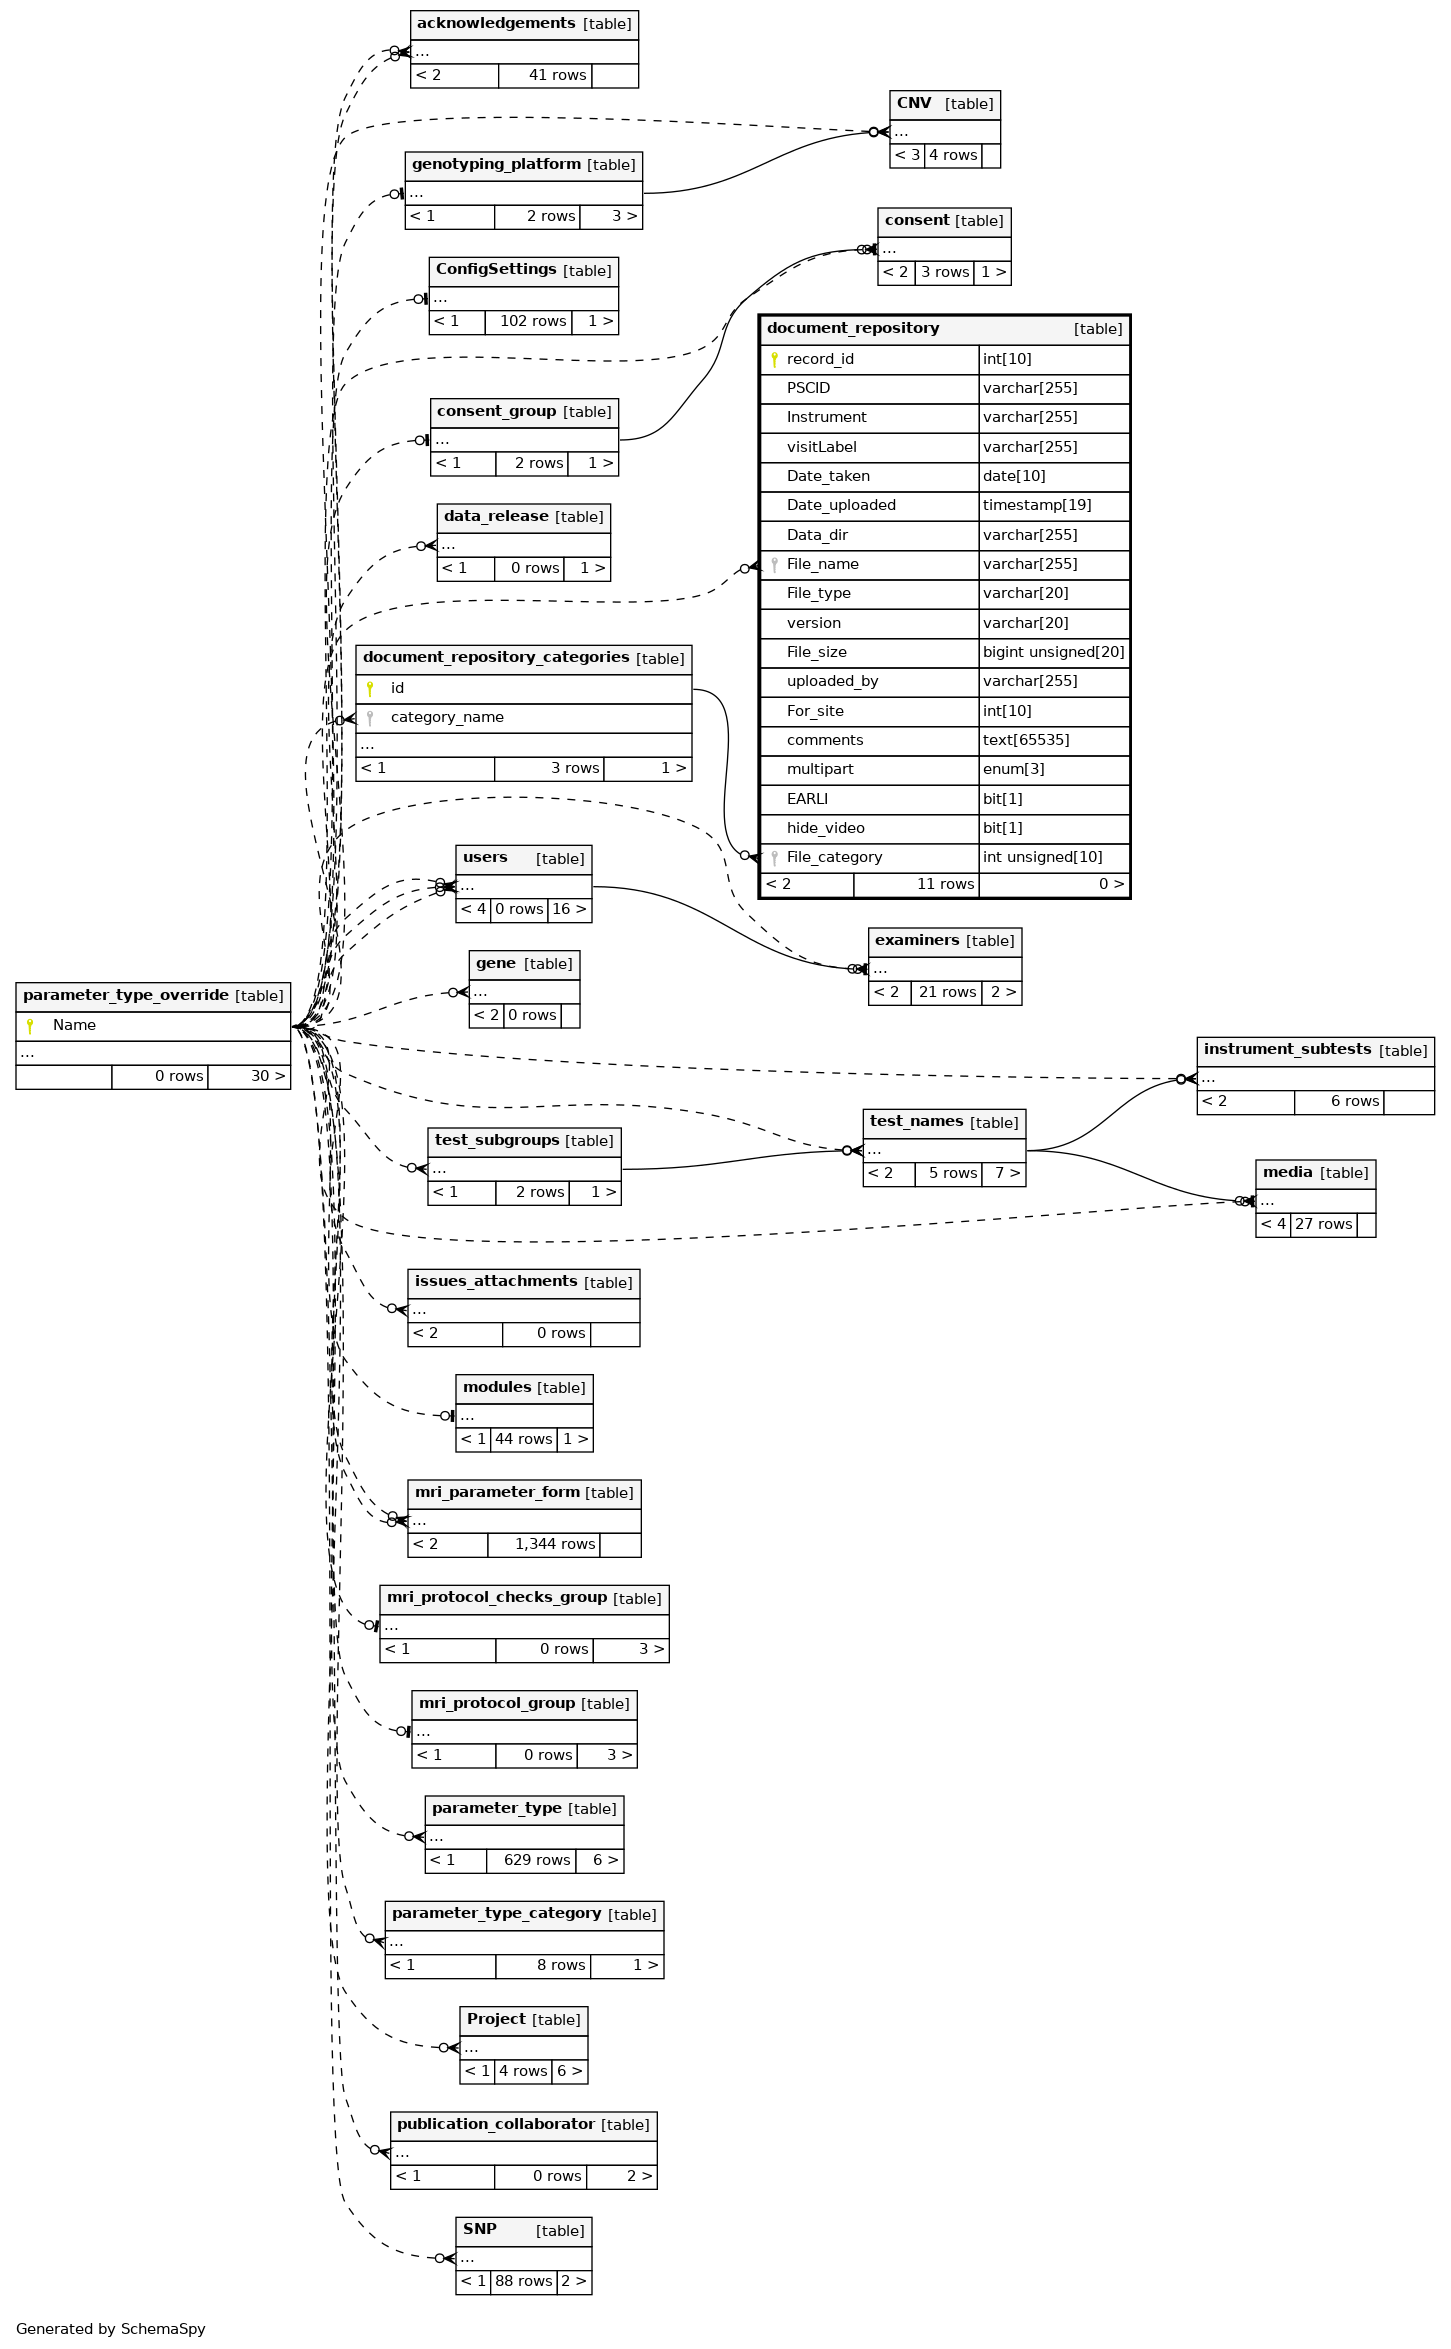 acknowledgements [table]
...
< 2 41 rows
CNV [table]
...
< 3 4 rows
genotyping_platform [table]
...
< 1 2 rows 3 >
consent [table]
...
< 2 3 rows 1 >
ConfigSettings [table]
...
< 1 102 rows 1 >
document_repository [table]
record_id int[10]
PSCID varchar[255]
Instrument varchar[255]
visitLabel varchar[255]
Date_taken date[10]
Date_uploaded timestamp[19]
Data_dir varchar[255]
File_name varchar[255]
File_type varchar[20]
version varchar[20]
File_size bigint unsigned[20]
uploaded_by varchar[255]
For_site int[10]
comments text[65535]
multipart enum[3]
EARLI bit[1]
hide_video bit[1]
File_category int unsigned[10]
< 2 11 rows 0 >
consent_group [table]
...
< 1 2 rows 1 >
data_release [table]
...
< 1 0 rows 1 >
document_repository_categories [table]
id
category_name
...
< 1 3 rows 1 >
users [table]
...
< 4 0 rows 16 >
examiners [table]
...
< 2 21 rows 2 >
gene [table]
...
< 2 0 rows
parameter_type_override [table]
Name
...
0 rows 30 >
instrument_subtests [table]
...
< 2 6 rows
test_names [table]
...
< 2 5 rows 7 >
test_subgroups [table]
...
< 1 2 rows 1 >
media [table]
...
< 4 27 rows
issues_attachments [table]
...
< 2 0 rows
modules [table]
...
< 1 44 rows 1 >
mri_parameter_form [table]
...
< 2 1,344 rows
mri_protocol_checks_group [table]
...
< 1 0 rows 3 >
mri_protocol_group [table]
...
< 1 0 rows 3 >
parameter_type [table]
...
< 1 629 rows 6 >
parameter_type_category [table]
...
< 1 8 rows 1 >
Project [table]
...
< 1 4 rows 6 >
publication_collaborator [table]
...
< 1 0 rows 2 >
SNP [table]
...
< 1 88 rows 2 >
Generated by SchemaSpy